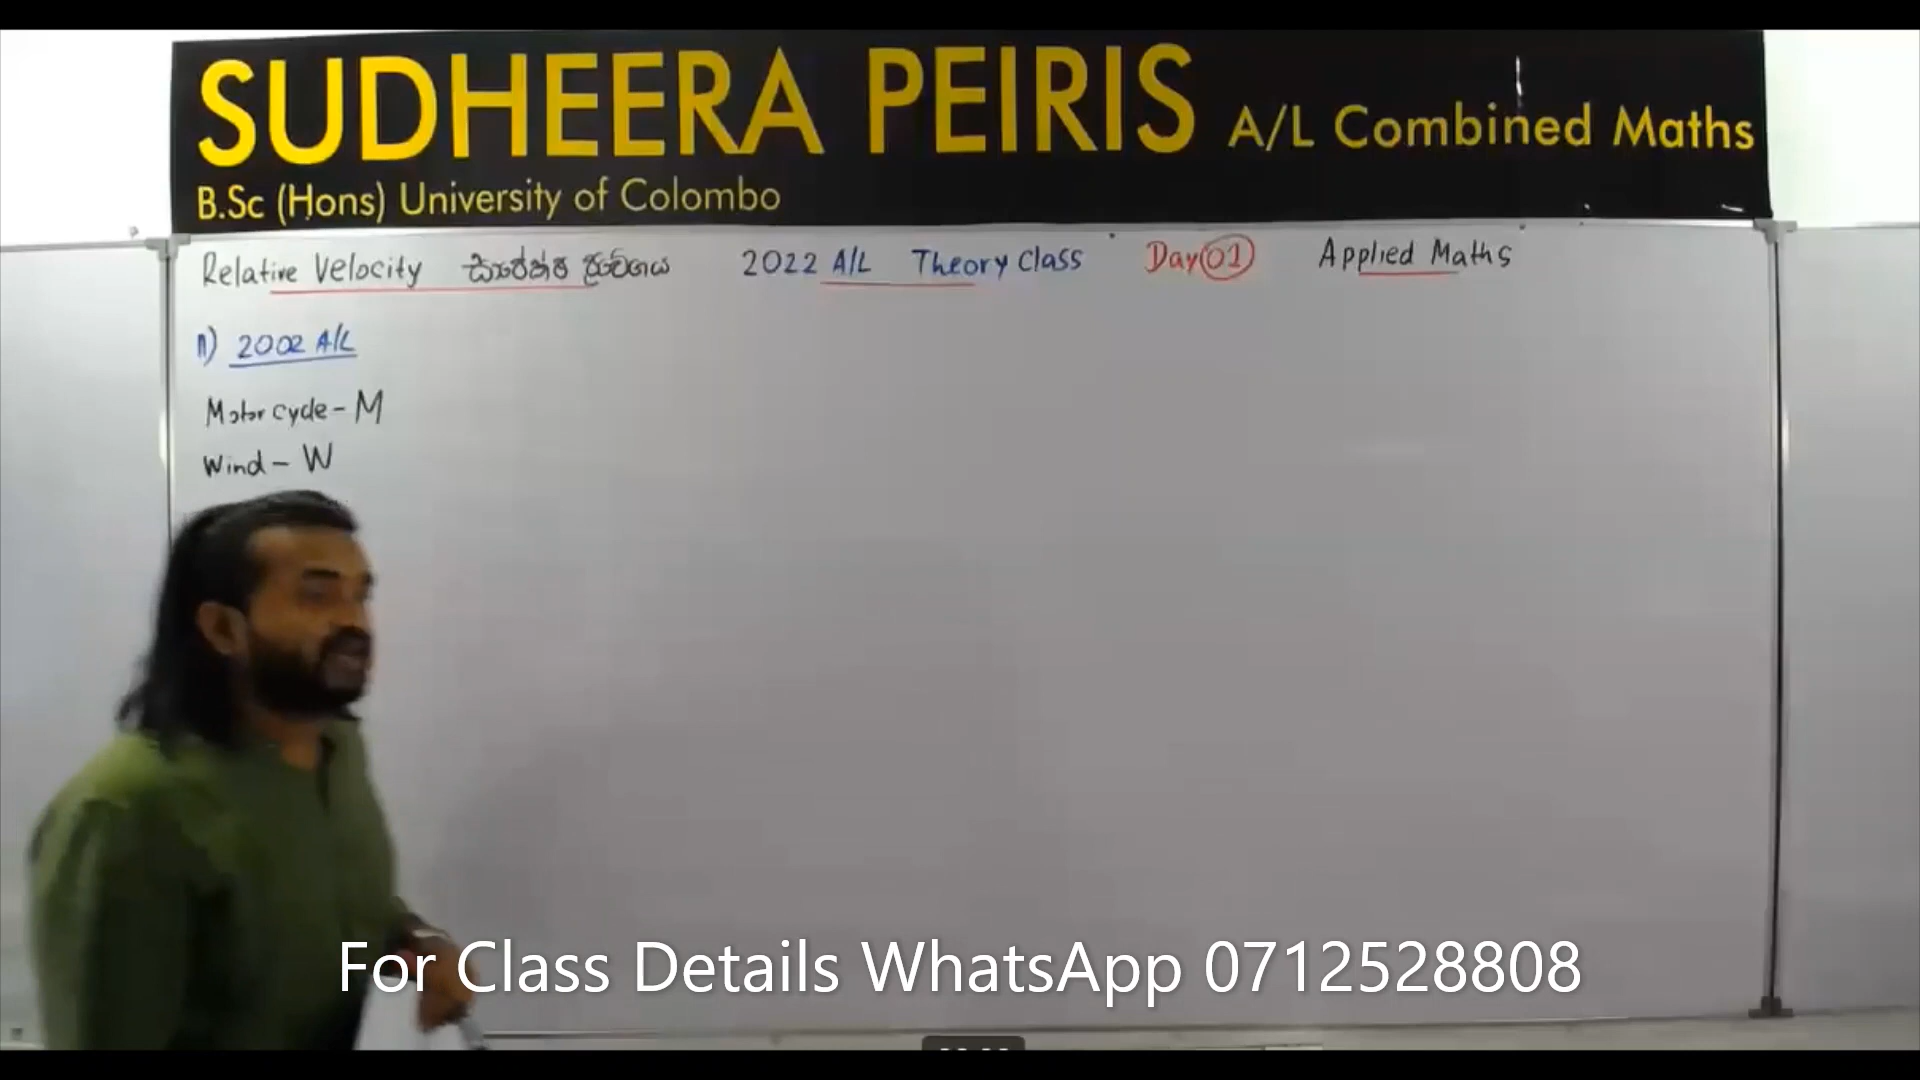 SUDHEERA PEIRIS A/L Combined Maths
B.Sc (Hons) University of Colombo
Relative Velocity සාපේක්ෂ ප්‍රවේගය 2022 A/L Theory Class Day 01 Applied Maths
1) 2002 A/L
Motor cycle - M
Wind - W
For Class Details WhatsApp 0712528808